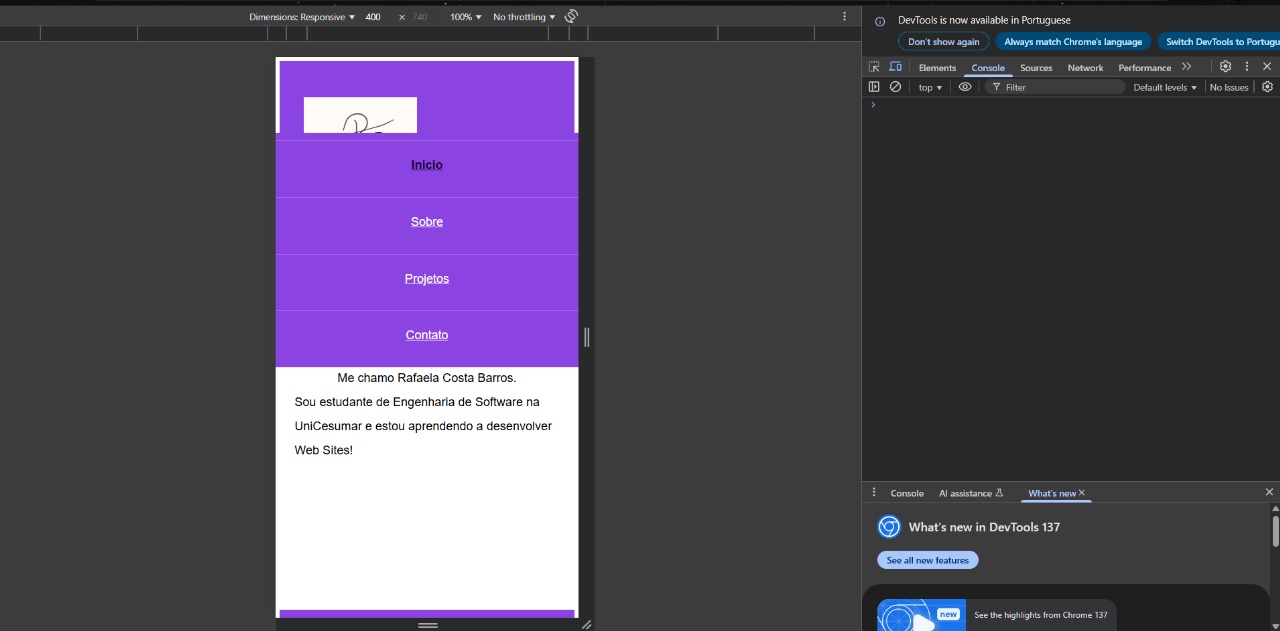 Dimensions: Responsive 400 × 740 100% No throttling
DevTools is now available in Portuguese
Don't show again Always match Chrome's language Switch DevTools to Portugu
Elements Console Sources Network Performance
top Filter Default levels No Issues
Inicio
Sobre
Projetos
Contato
Me chamo Rafaela Costa Barros.
Sou estudante de Engenharia de Software na
UniCesumar e estou aprendendo a desenvolver
Web Sites!
Console AI assistance What's new
What's new in DevTools 137
See all new features
new See the highlights from Chrome 137